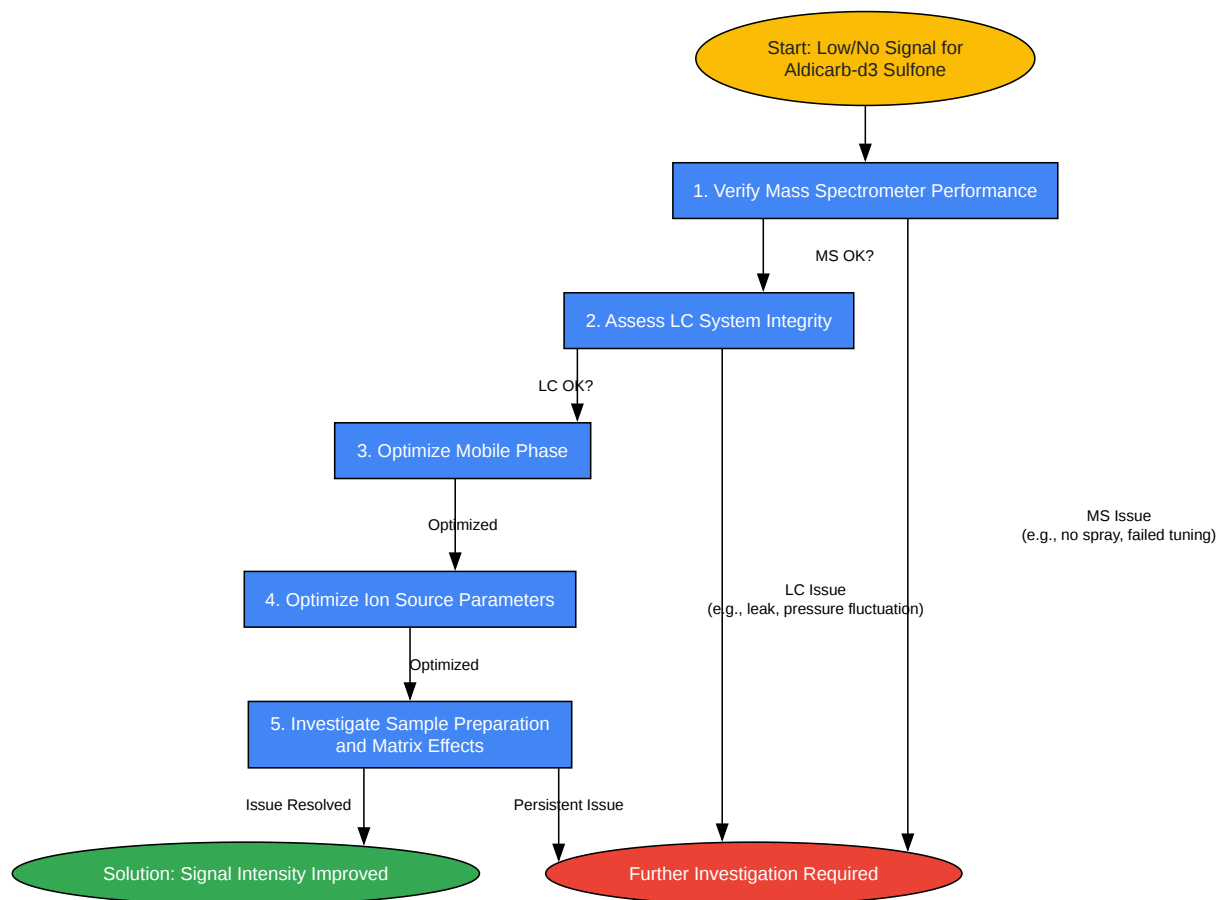 Start: Low/No Signal for
Aldicarb-d3 Sulfone
1. Verify Mass Spectrometer Performance
MS OK?
2. Assess LC System Integrity
LC OK?
3. Optimize Mobile Phase
Optimized
MS Issue
(e.g., no spray, failed tuning)
4. Optimize Ion Source Parameters
LC Issue
(e.g., leak, pressure fluctuation)
Optimized
5. Investigate Sample Preparation
and Matrix Effects
Issue Resolved
Persistent Issue
Solution: Signal Intensity Improved
Further Investigation Required